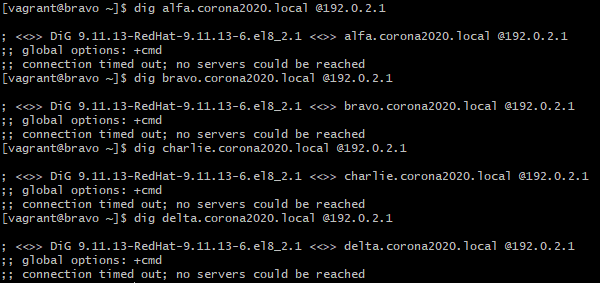 [vagrant@bravo ~]$ dig alfa.corona2020.local @192.0.2.1
; <<>> DiG 9.11.13-RedHat-9.11.13-6.el8_2.1 <<>> alfa.corona2020.local @192.0.2.1
;; global options: +cmd
;; connection timed out; no servers could be reached
[vagrant@bravo ~]$ dig bravo.corona2020.local @192.0.2.1
; <<>> DiG 9.11.13-RedHat-9.11.13-6.el8_2.1 <<>> bravo.corona2020.local @192.0.2.1
;; global options: +cmd
;; connection timed out; no servers could be reached
[vagrant@bravo ~]$ dig charlie.corona2020.local @192.0.2.1
; <<>> DiG 9.11.13-RedHat-9.11.13-6.el8_2.1 <<>> charlie.corona2020.local @192.0.2.1
;; global options: +cmd
;; connection timed out; no servers could be reached
[vagrant@bravo ~]$ dig delta.corona2020.local @192.0.2.1
; <<>> DiG 9.11.13-RedHat-9.11.13-6.el8_2.1 <<>> delta.corona2020.local @192.0.2.1
;; global options: +cmd
;; connection timed out; no servers could be reached